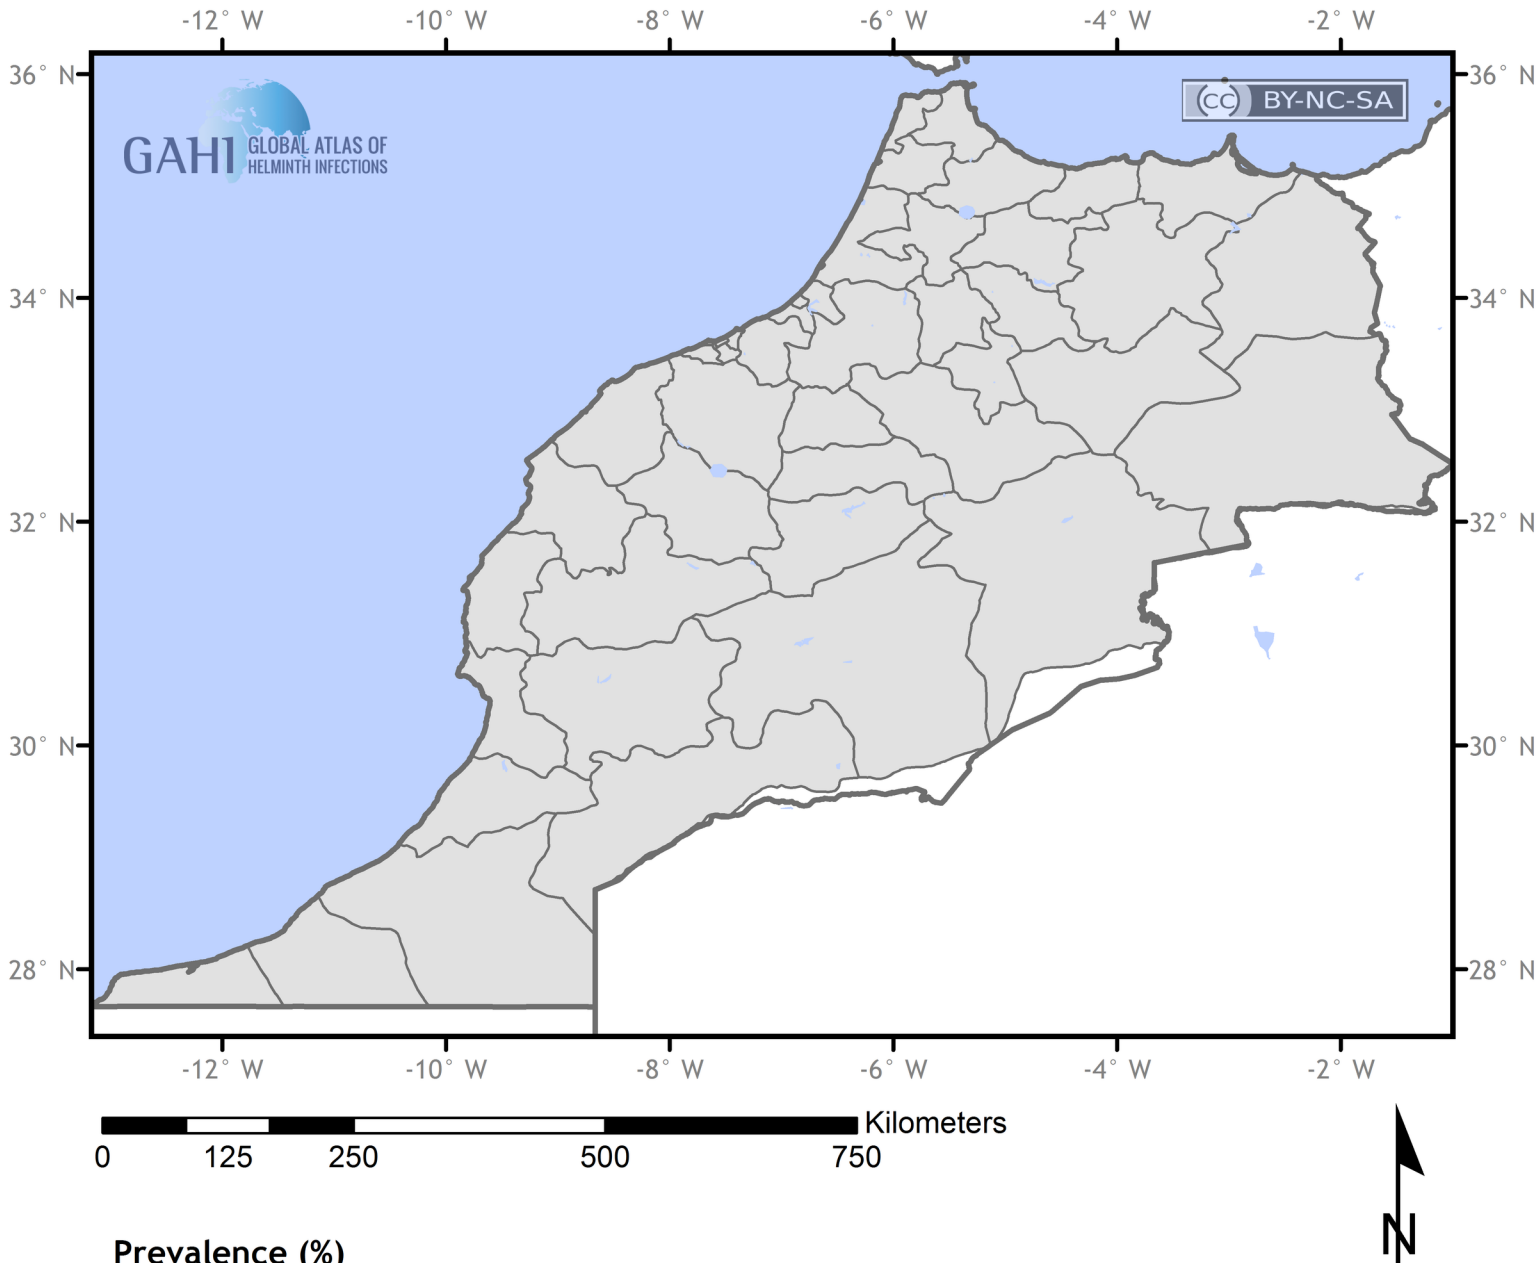 -12° W -10° W -8° W -6° W -4° W -2° W
36° N 36° N
GAHI GLOBAL ATLAS OF
HELMINTH INFECTIONS
CC BY-NC-SA
34° N 34° N
32° N 32° N
30° N 30° N
28° N 28° N
-12° W -10° W -8° W -6° W -4° W -2° W
Kilometers
0 125 250 500 750
N
Prevalence (%)